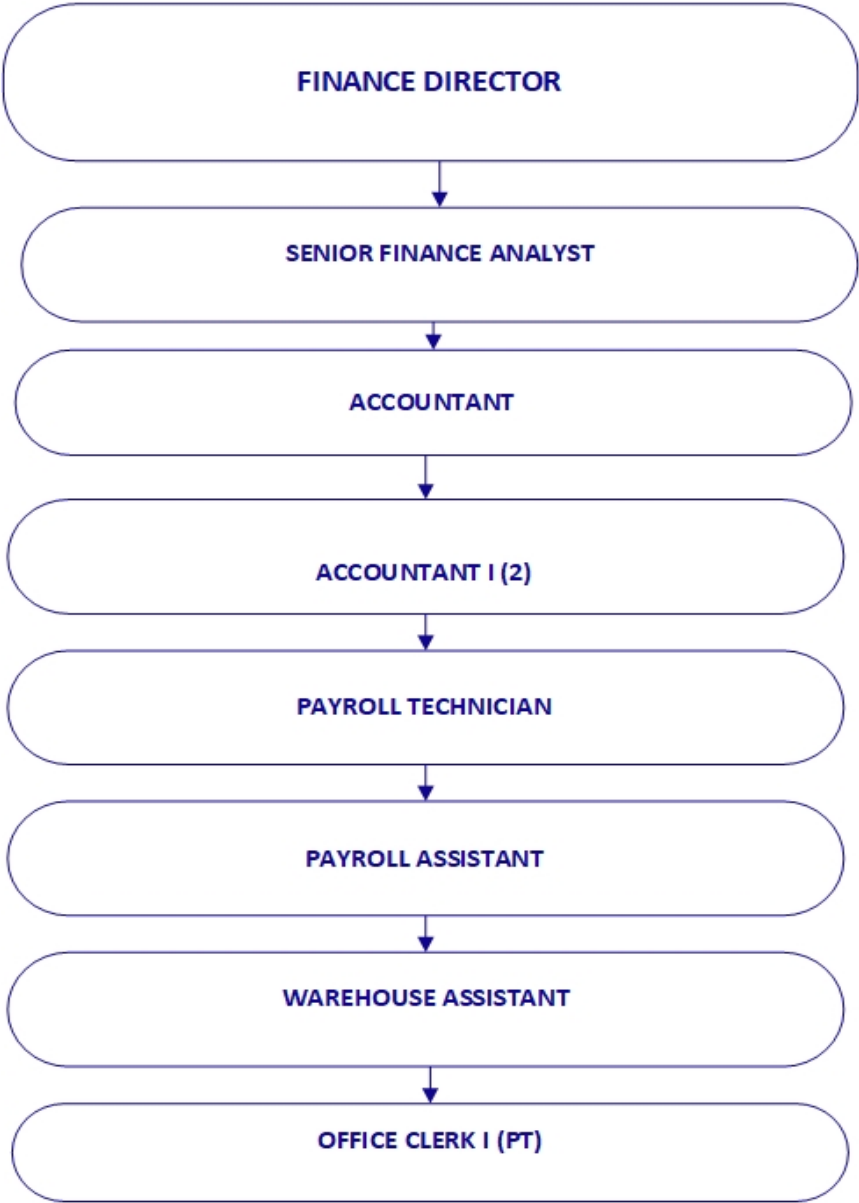 FINANCE DIRECTOR
SENIOR FINANCE ANALYST
ACCOUNTANT
ACCOUNTANT I (2)
PAYROLL TECHNICIAN
PAYROLL ASSISTANT
WAREHOUSE ASSISTANT
OFFICE CLERK I (PT)